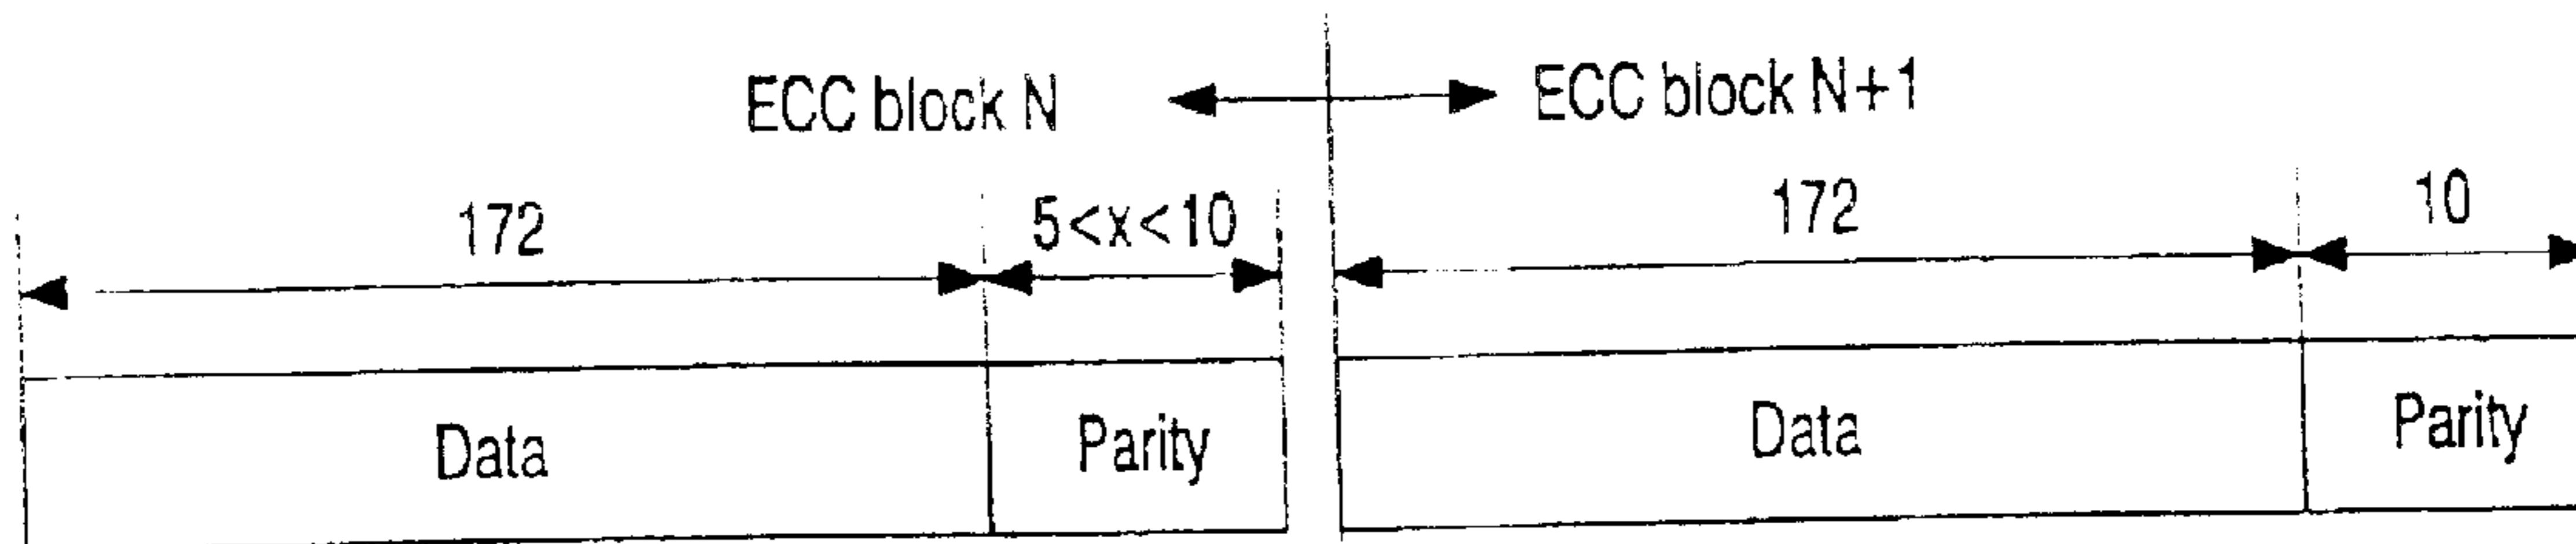 ECC block N ECC block N+1
172 5<x<10 172 10
Data Parity Data Parity